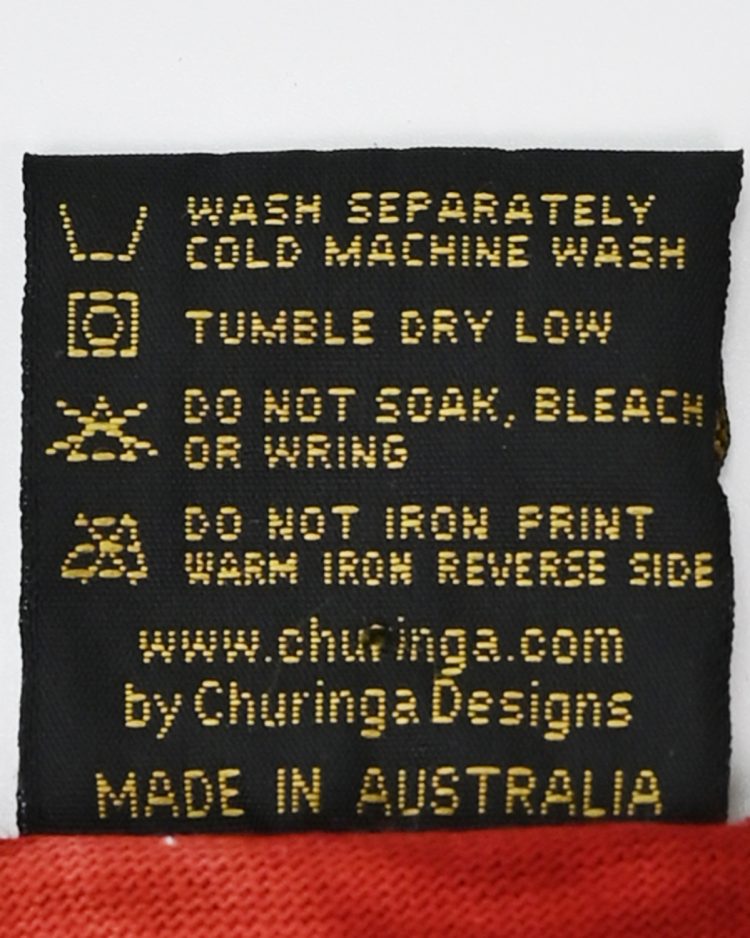 WASH SEPARATELY
COLD MACHINE WASH
TUMBLE DRY LOW
DO NOT SOAK, BLEACH
OR WRING
DO NOT IRON PRINT
WARM IRON REVERSE SIDE
www.churinga.com
by Churinga Designs
MADE IN AUSTRALIA